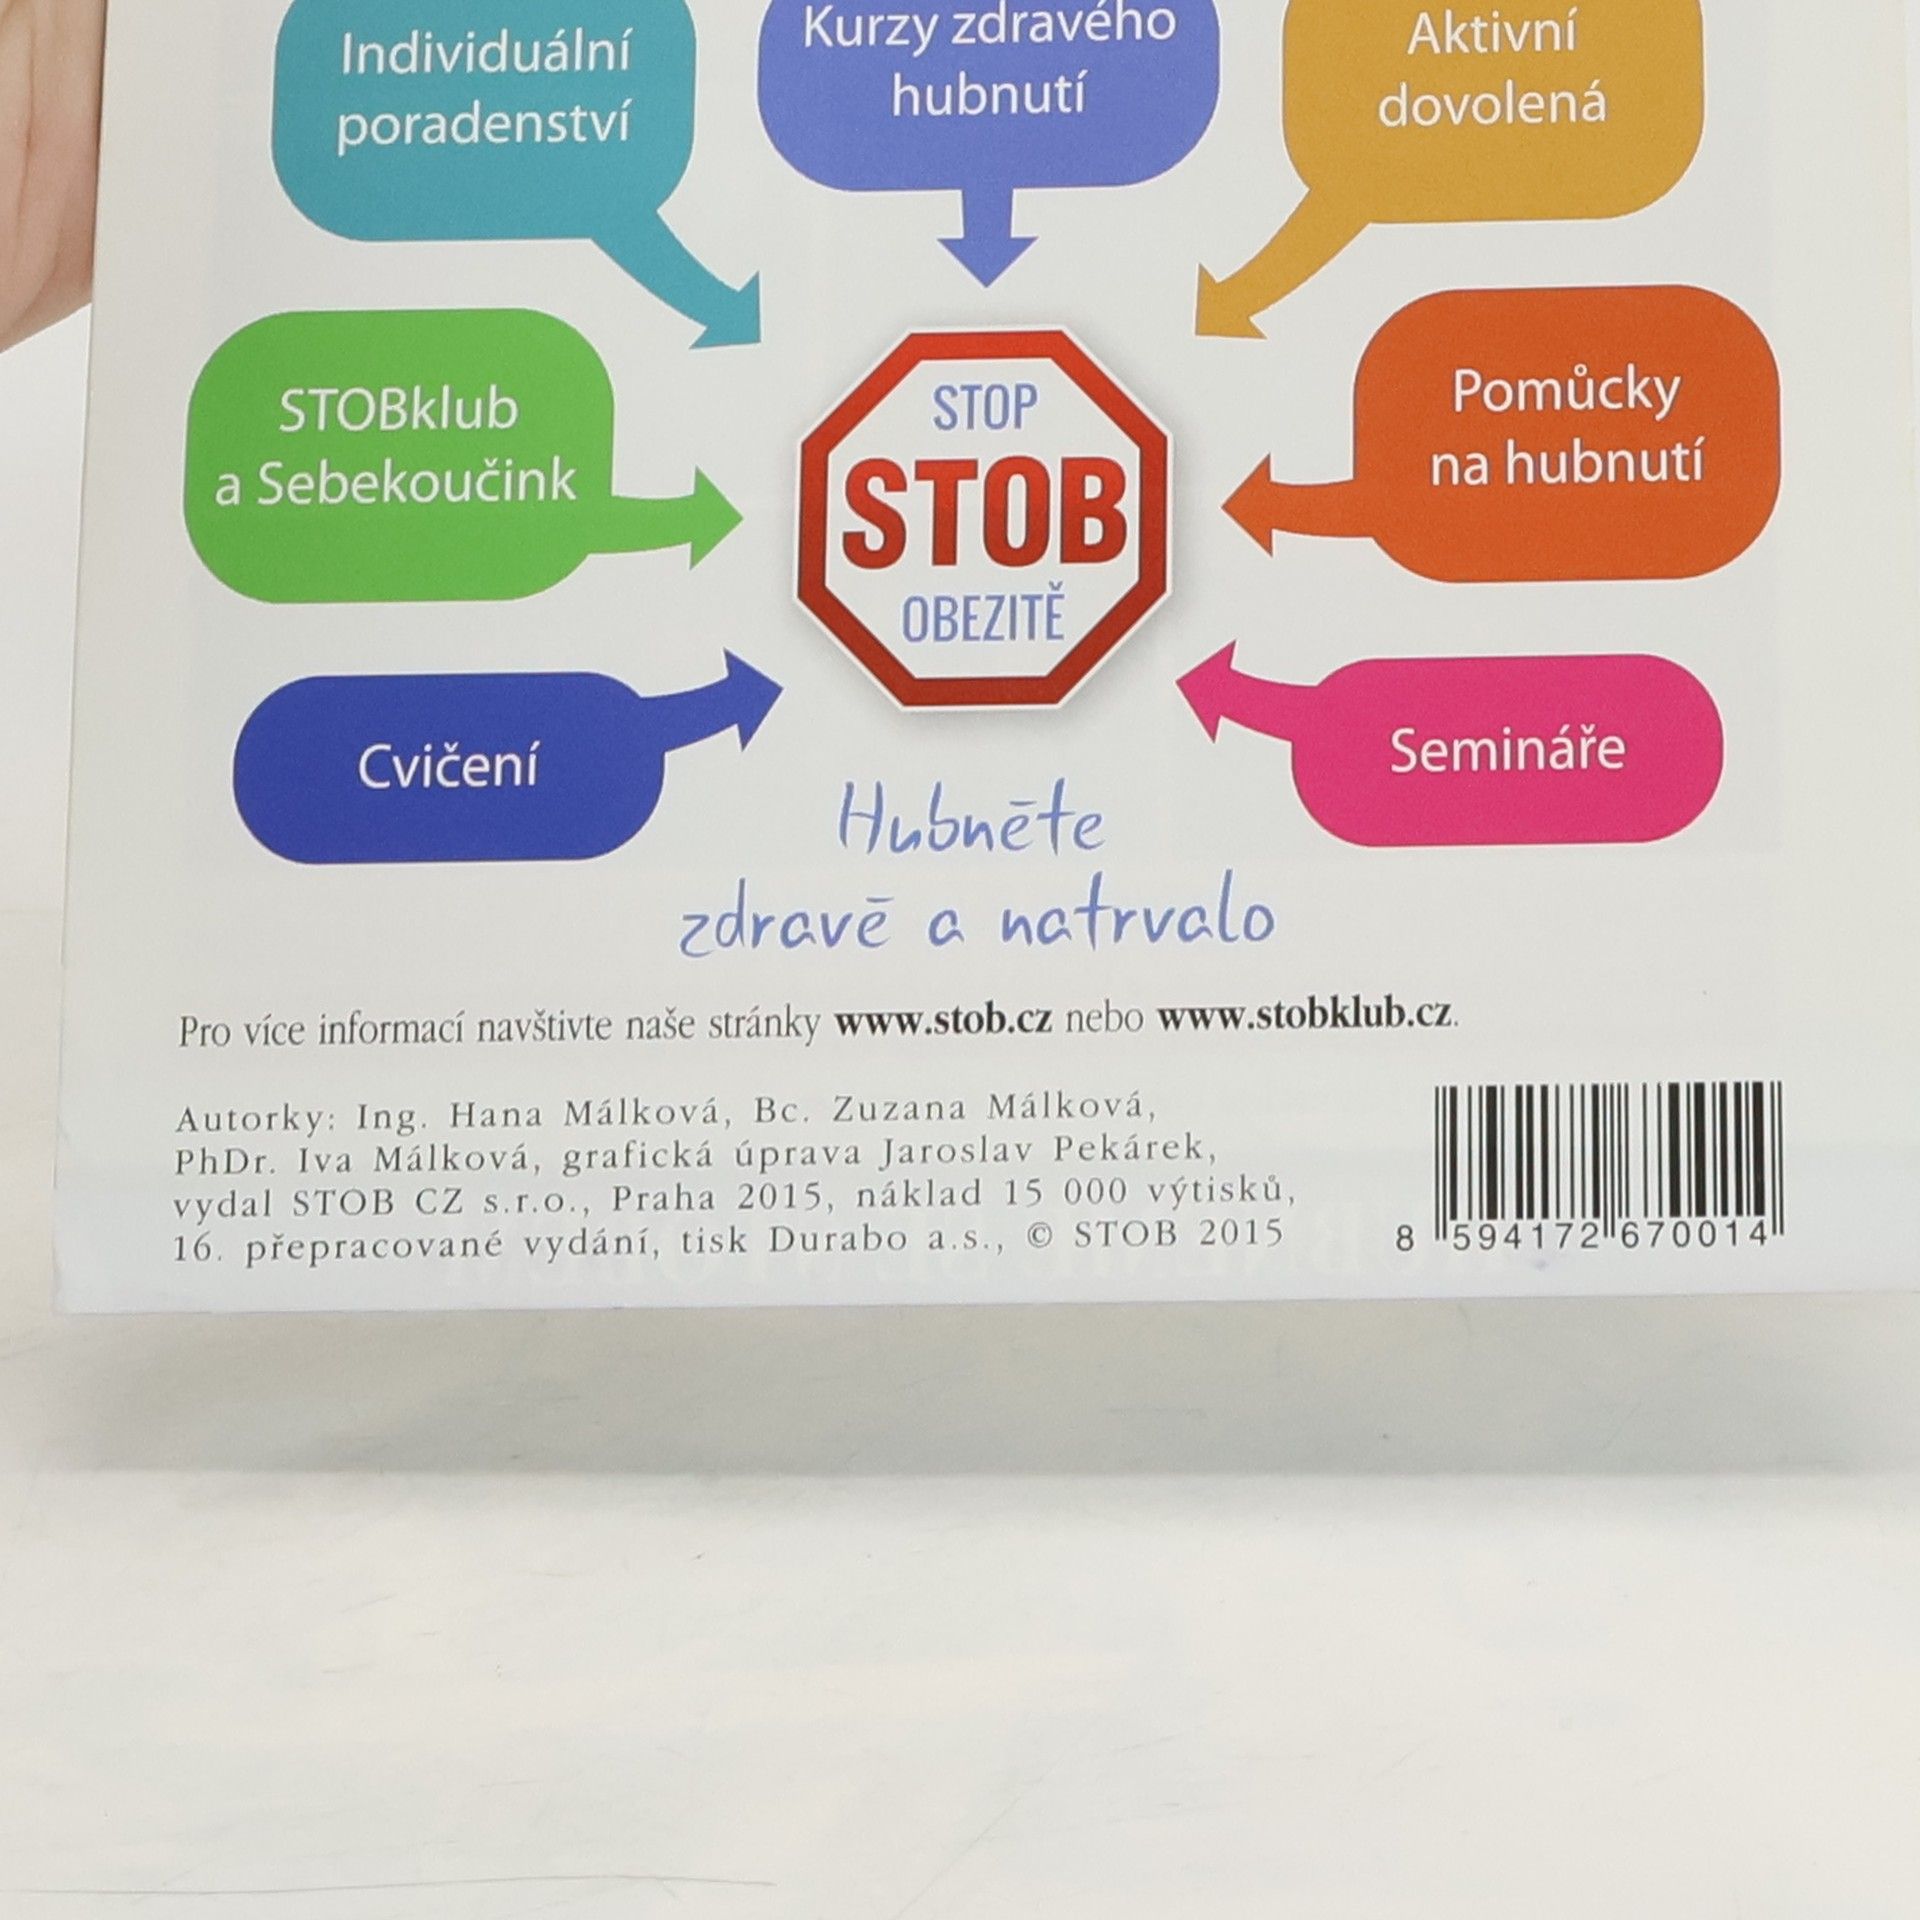 Individuální
poradenství
Kurzy zdravého
hubnutí
Aktivní
dovolená
STOBklub
a Sebekoučink
STOP
STOB
OBEZITĚ
Pomůcky
na hubnutí
Cvičení
Semináře
Hubněte
zdravě a natrvalo
Pro více informací navštivte naše stránky www.stob.cz nebo www.stobklub.cz.
Autorky: Ing. Hana Málková, Bc. Zuzana Málková,
PhDr. Iva Málková, grafická úprava Jaroslav Pekárek,
vydal STOB CZ s.r.o., Praha 2015, náklad 15 000 výtisků,
16. přepracované vydání, tisk Durabo a.s., © STOB 2015
8 594172 670014